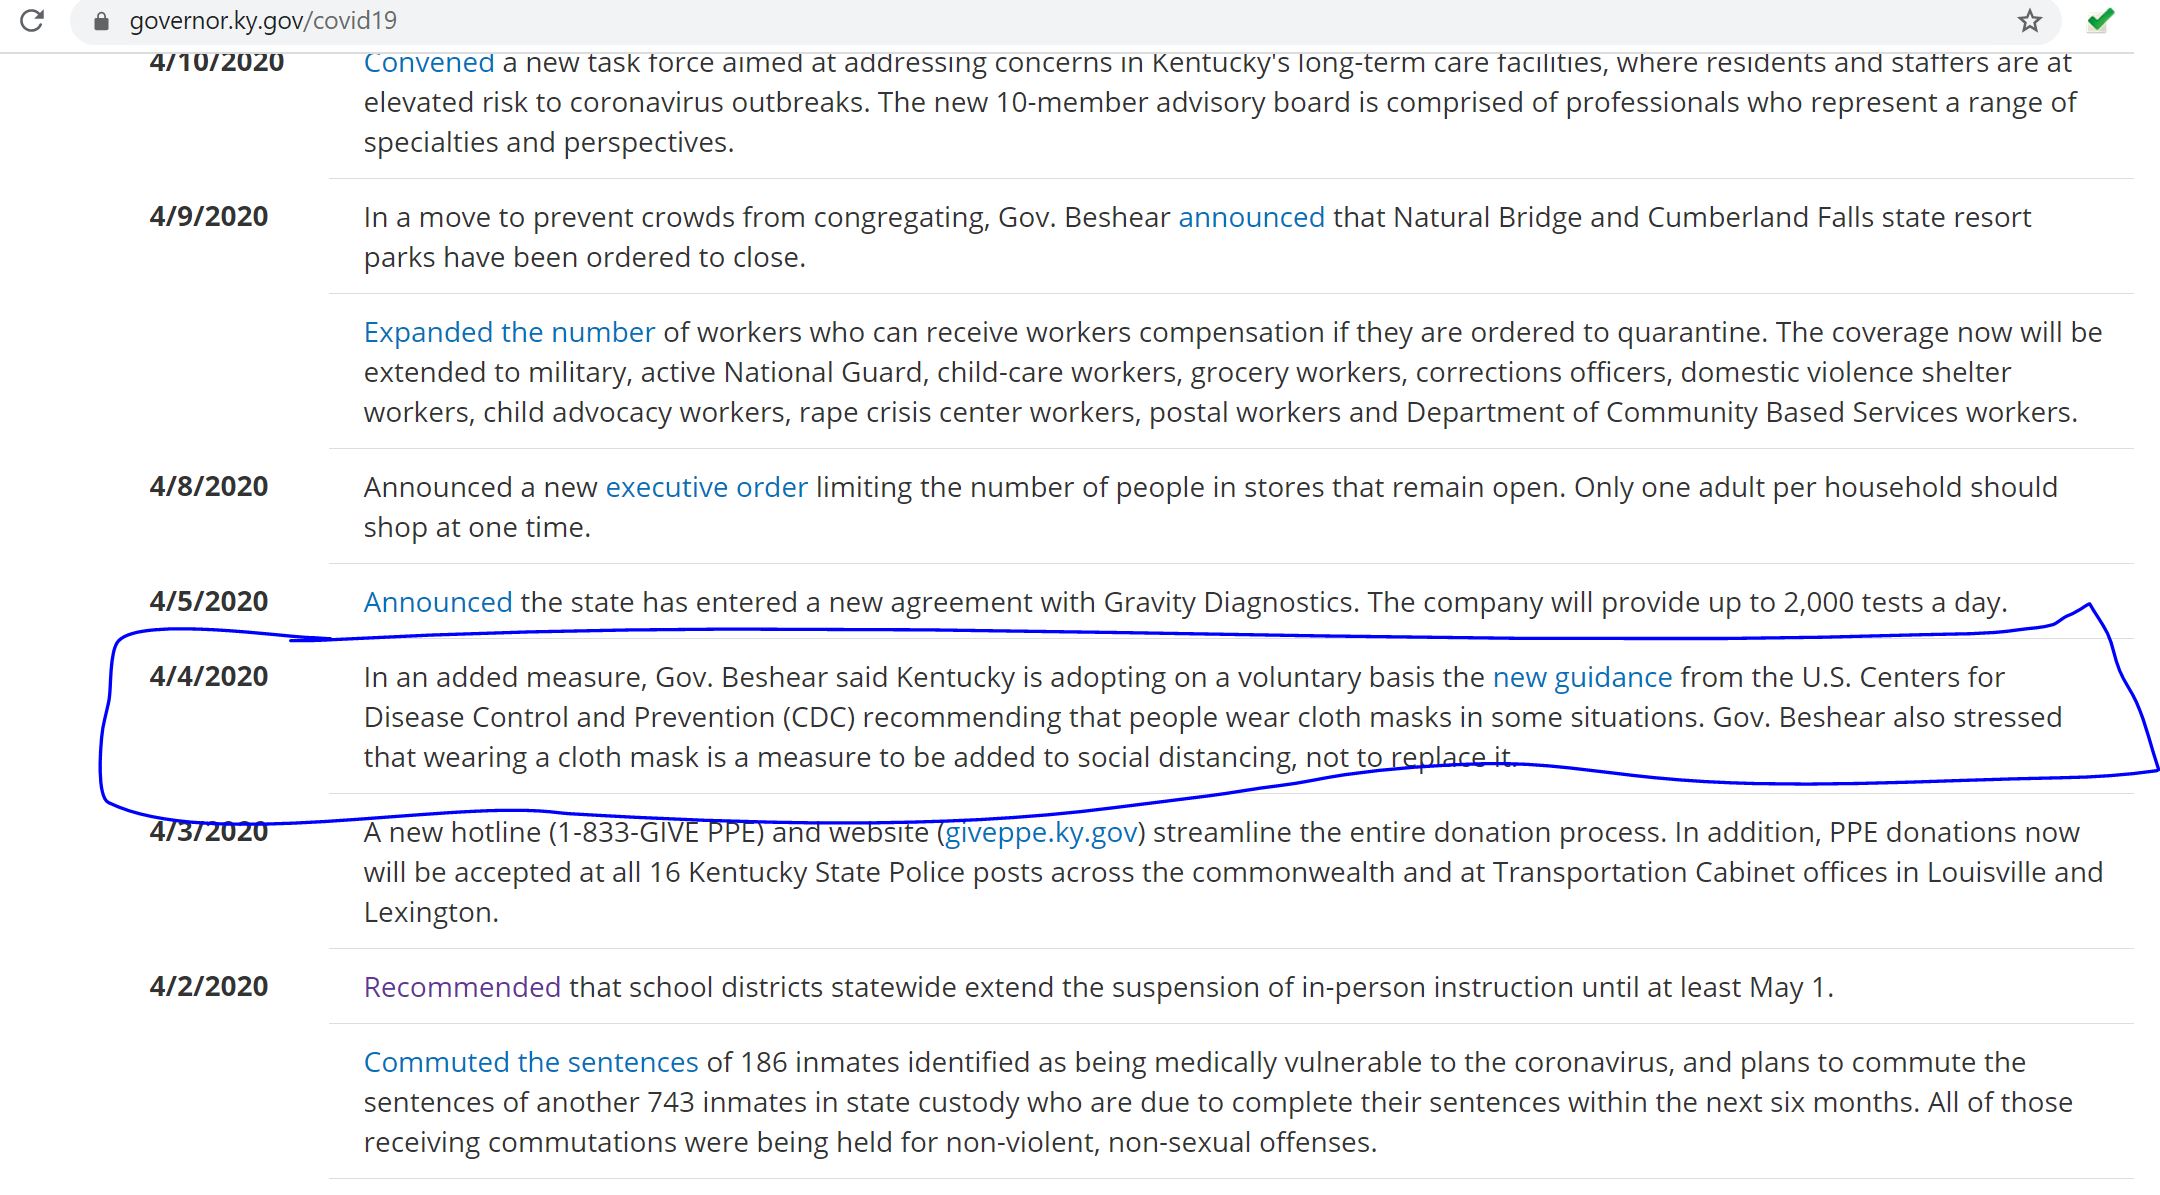 governor.ky.gov/covid19
4/10/2020 Convened a new task force aimed at addressing concerns in Kentucky's long-term care facilities, where residents and staffers are at
elevated risk to coronavirus outbreaks. The new 10-member advisory board is comprised of professionals who represent a range of
specialties and perspectives.
4/9/2020 In a move to prevent crowds from congregating, Gov. Beshear announced that Natural Bridge and Cumberland Falls state resort
parks have been ordered to close.
Expanded the number of workers who can receive workers compensation if they are ordered to quarantine. The coverage now will be
extended to military, active National Guard, child-care workers, grocery workers, corrections officers, domestic violence shelter
workers, child advocacy workers, rape crisis center workers, postal workers and Department of Community Based Services workers.
4/8/2020 Announced a new executive order limiting the number of people in stores that remain open. Only one adult per household should
shop at one time.
4/5/2020 Announced the state has entered a new agreement with Gravity Diagnostics. The company will provide up to 2,000 tests a day.
4/4/2020 In an added measure, Gov. Beshear said Kentucky is adopting on a voluntary basis the new guidance from the U.S. Centers for
Disease Control and Prevention (CDC) recommending that people wear cloth masks in some situations. Gov. Beshear also stressed
that wearing a cloth mask is a measure to be added to social distancing, not to replace it.
4/3/2020 A new hotline (1-833-GIVE PPE) and website (giveppe.ky.gov) streamline the entire donation process. In addition, PPE donations now
will be accepted at all 16 Kentucky State Police posts across the commonwealth and at Transportation Cabinet offices in Louisville and
Lexington.
4/2/2020 Recommended that school districts statewide extend the suspension of in-person instruction until at least May 1.
Commuted the sentences of 186 inmates identified as being medically vulnerable to the coronavirus, and plans to commute the
sentences of another 743 inmates in state custody who are due to complete their sentences within the next six months. All of those
receiving commutations were being held for non-violent, non-sexual offenses.